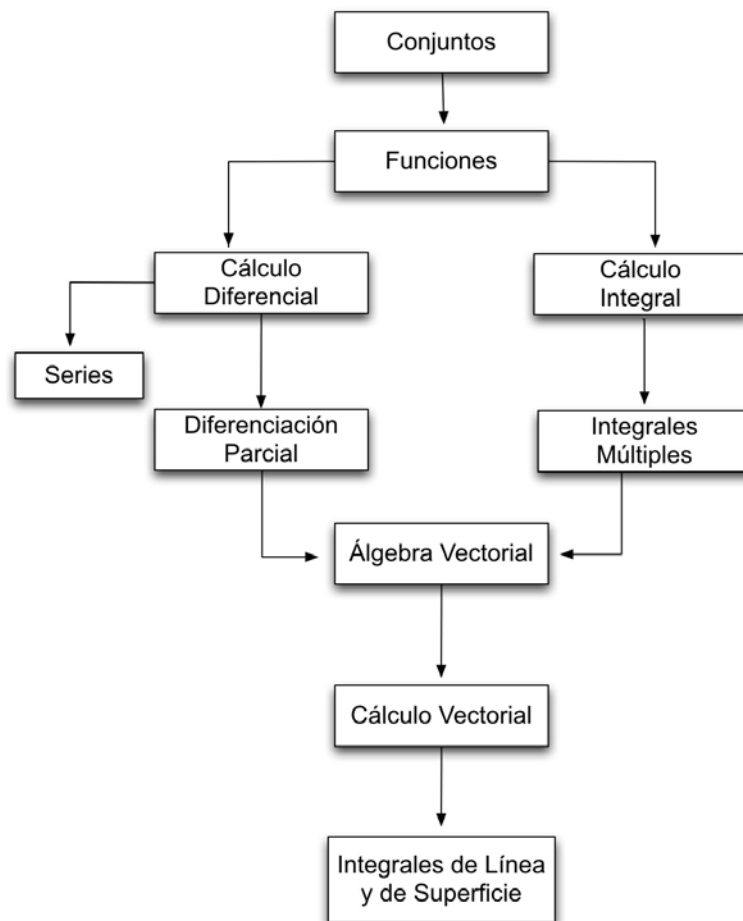 Conjuntos
Funciones
Cálculo
Diferencial
Cálculo
Integral
Series
Diferenciación
Parcial
Integrales
Múltiples
Álgebra Vectorial
Cálculo Vectorial
Integrales de Línea
y de Superficie